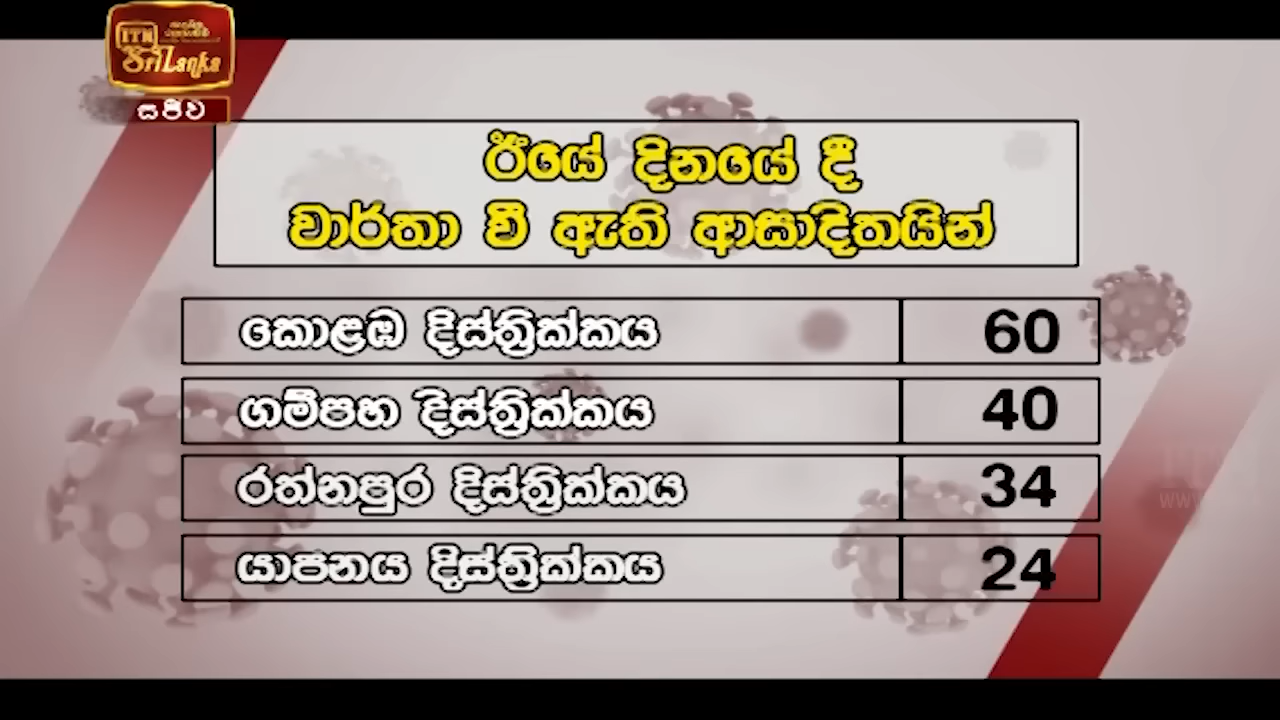 ITN
SriLanka
සජීව
ඊයේ දිනයේ දී
වාර්තා වී ඇති ආසාදිතයින්
කොළඹ දිස්ත්‍රික්කය 60
ගම්පහ දිස්ත්‍රික්කය 40
රත්නපුර දිස්ත්‍රික්කය 34
යාපනය දිස්ත්‍රික්කය 24